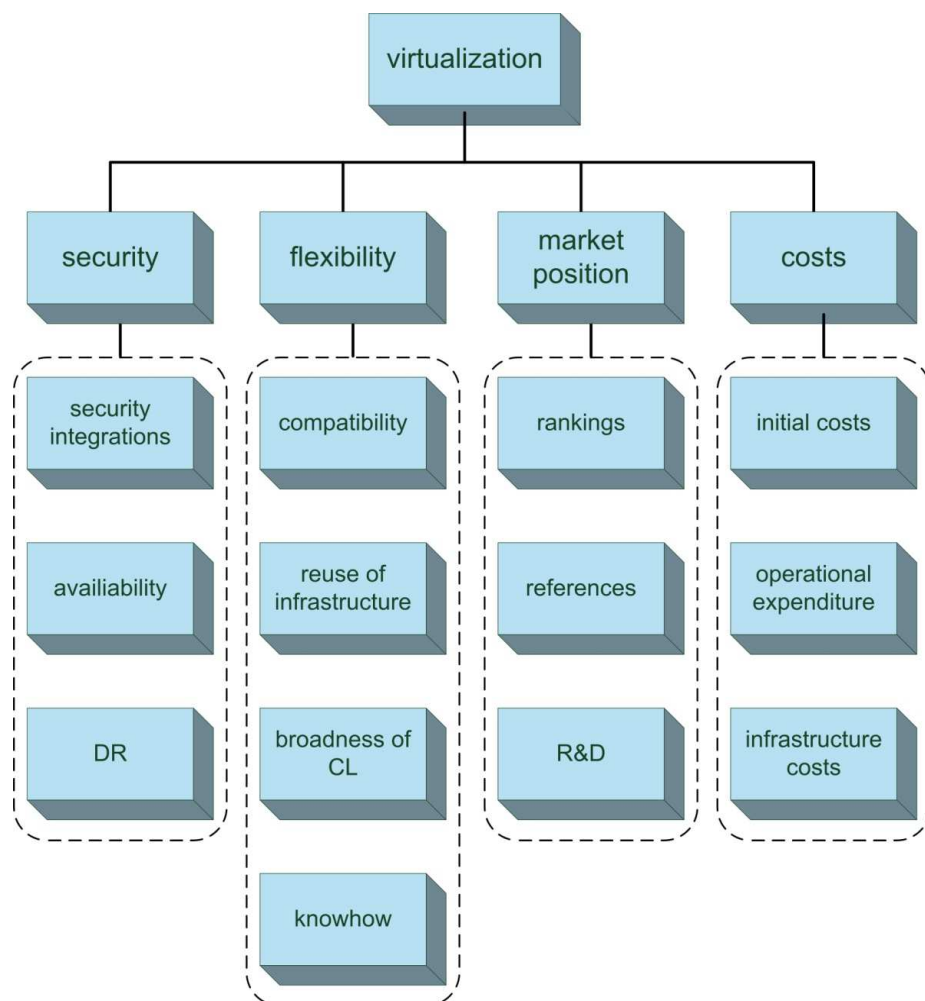 virtualization
security
flexibility
market
position
costs
security
integrations
compatibility
rankings
initial costs
availiability
reuse of
infrastructure
references
operational
expenditure
DR
broadness of
CL
R&D
infrastructure
costs
knowhow